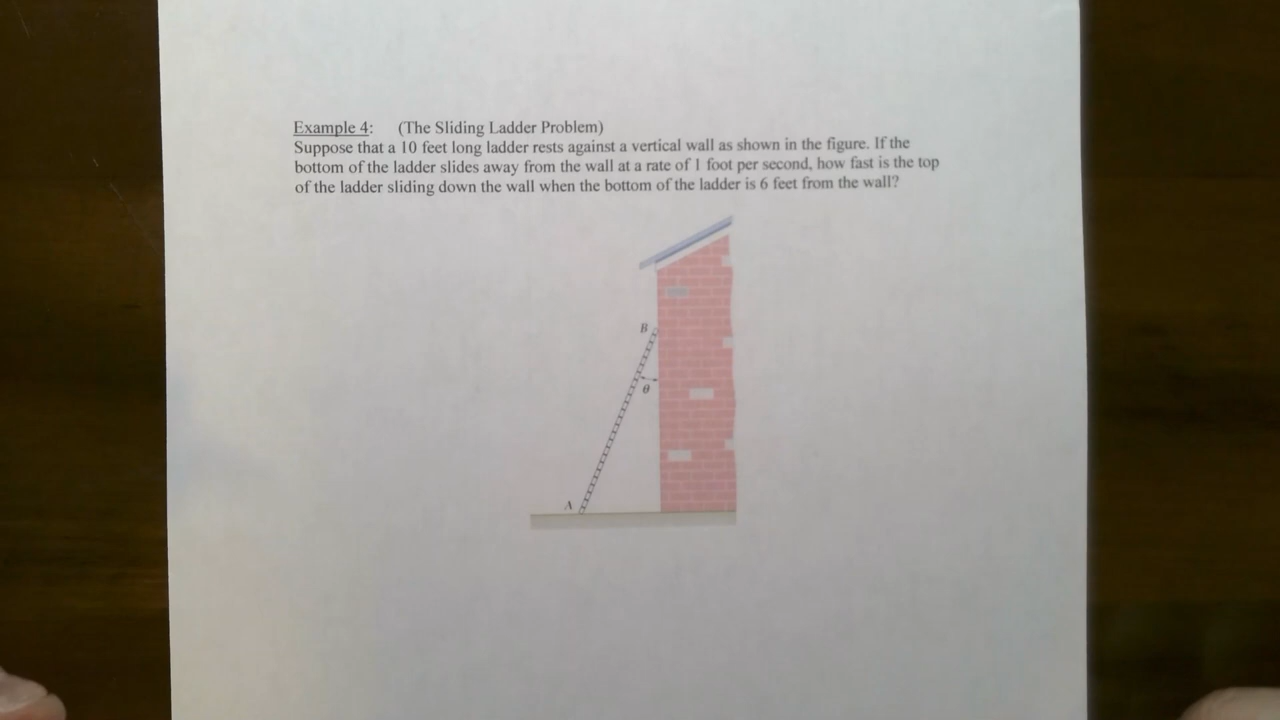 Example 4: (The Sliding Ladder Problem)
Suppose that a 10 feet long ladder rests against a vertical wall as shown in the figure. If the
bottom of the ladder slides away from the wall at a rate of 1 foot per second, how fast is the top
of the ladder sliding down the wall when the bottom of the ladder is 6 feet from the wall?
B
θ
A